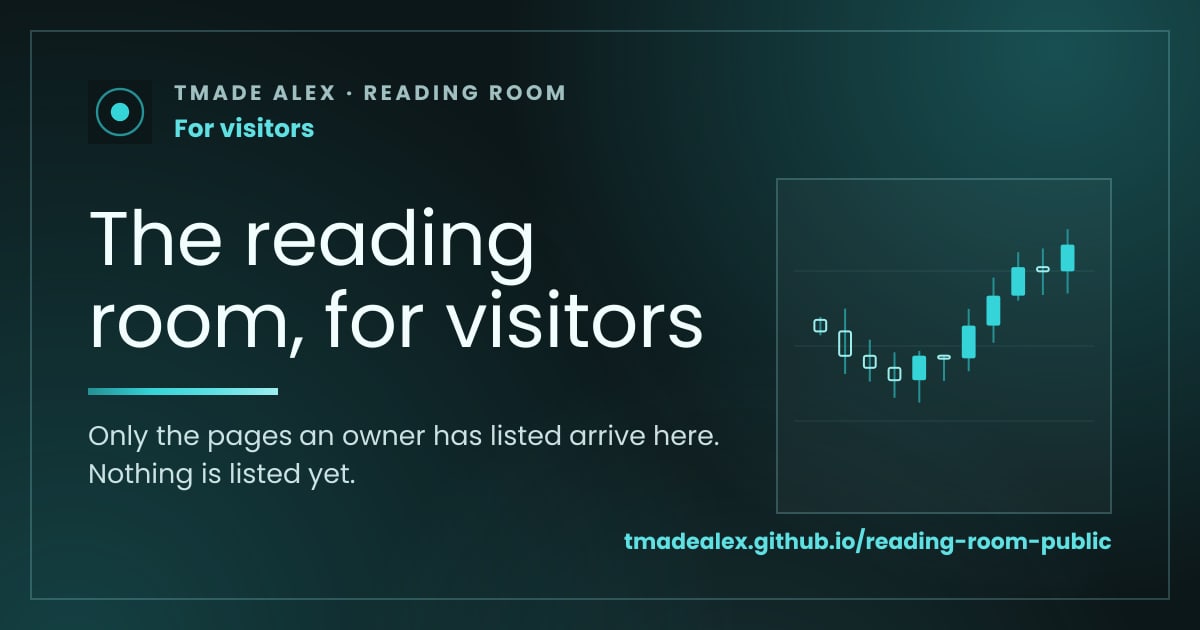 TMADE ALEX · READING ROOM
For visitors
The reading
room, for visitors
Only the pages an owner has listed arrive here.
Nothing is listed yet.
tmadealex.github.io/reading-room-public